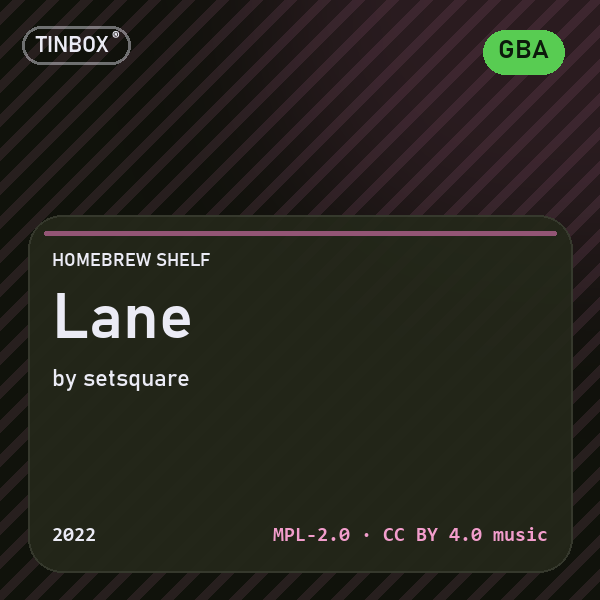 TINBOX®
GBA
HOMEBREW SHELF
Lane
by setsquare
2022
MPL-2.0 · CC BY 4.0 music